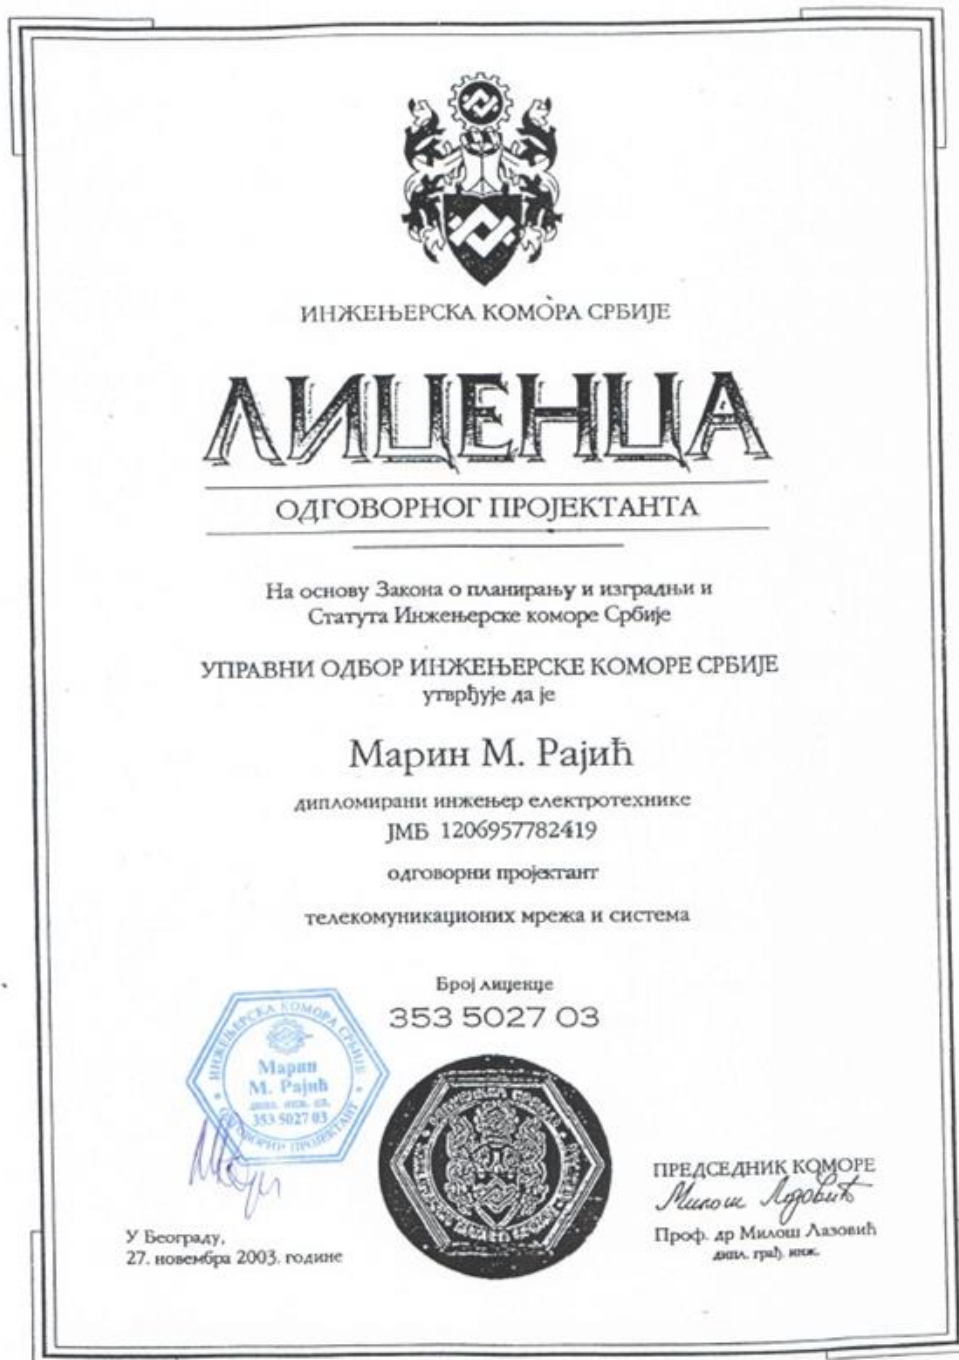 ИНЖЕЊЕРСКА КОМОРА СРБИЈЕ
ЛИЦЕНЦА
ОДГОВОРНОГ ПРОЈЕКТАНТА
На основу Закона о планирању и изградњи и
Статута Инжењерске коморе Србије
УПРАВНИ ОДБОР ИНЖЕЊЕРСКЕ КОМОРЕ СРБИЈЕ
утврђује да је
Марин М. Рајић
дипломирани инжењер електротехнике
ЈМБ 1206957782419
одговорни пројектант
телекомуникационих мрежа и система
Број лиценце
353 5027 03
ИНЖЕЊЕРСКА КОМОРА СРБИЈЕ
Марин
М. Рајић
дипл. инж. ел.
353 5027 03
ОДГОВОРНИ ПРОЈЕКТАНТ
У Београду,
27. новембра 2003. године
ПРЕДСЕДНИК КОМОРЕ
Милош Лазовић
Проф. др Милош Лазовић
дипл. грађ. инж.